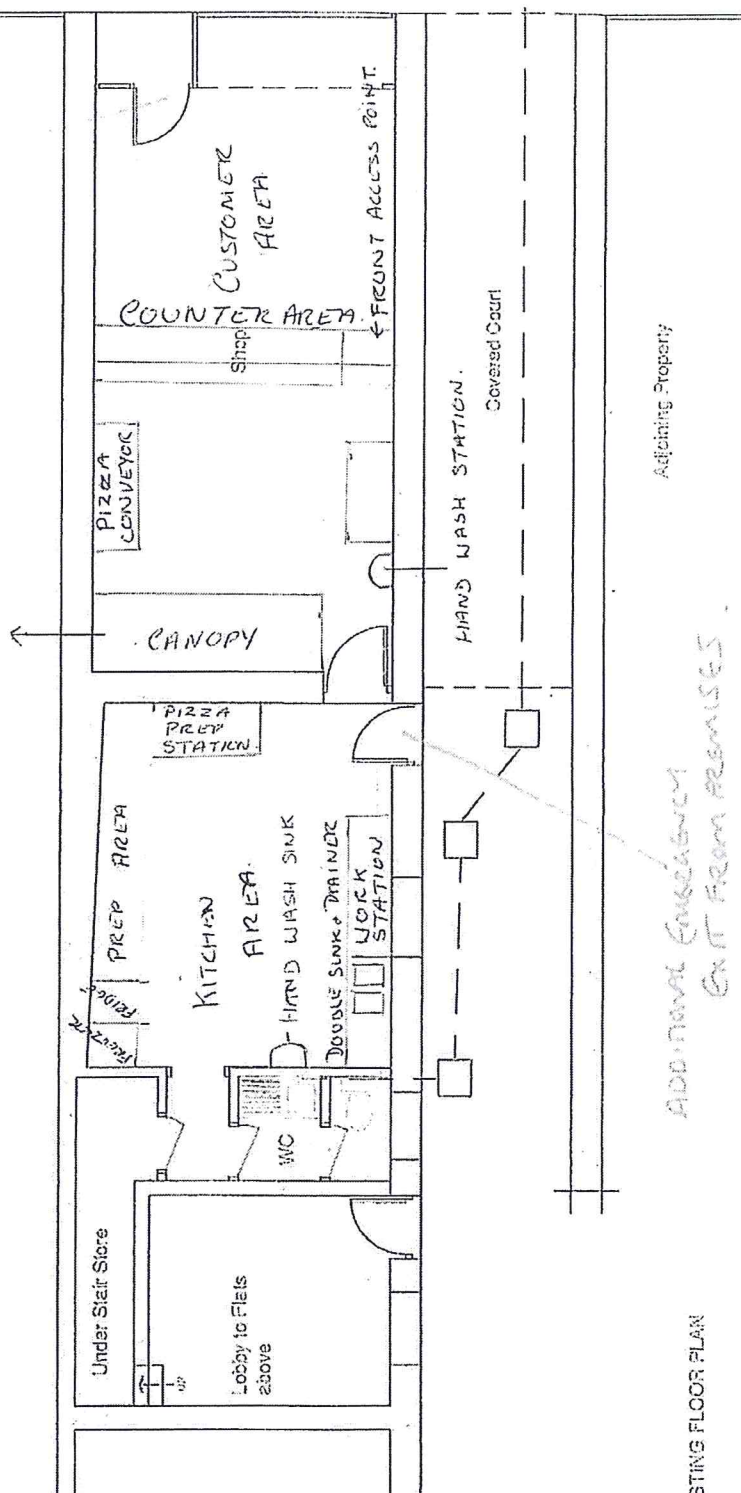 CUSTOMER
AREA
← FRONT ACCESS POINT.
COUNTER AREA.
Shop
PIZZA
CONVEYOR
CANOPY
HAND WASH STATION.
Covered Court
Adjoining Property
PIZZA
PREP
STATION.
PREP AREA
KITCHEN
AREA.
HAND WASH SINK
DOUBLE SINK & DRAINER
WORK
STATION
FRIDGE
FREEZER
ADDITIONAL EMERGENCY
EXIT FROM PREMISES.
WC
Under Stair Store
Lobby to Flats
above
UP
STING FLOOR PLAN